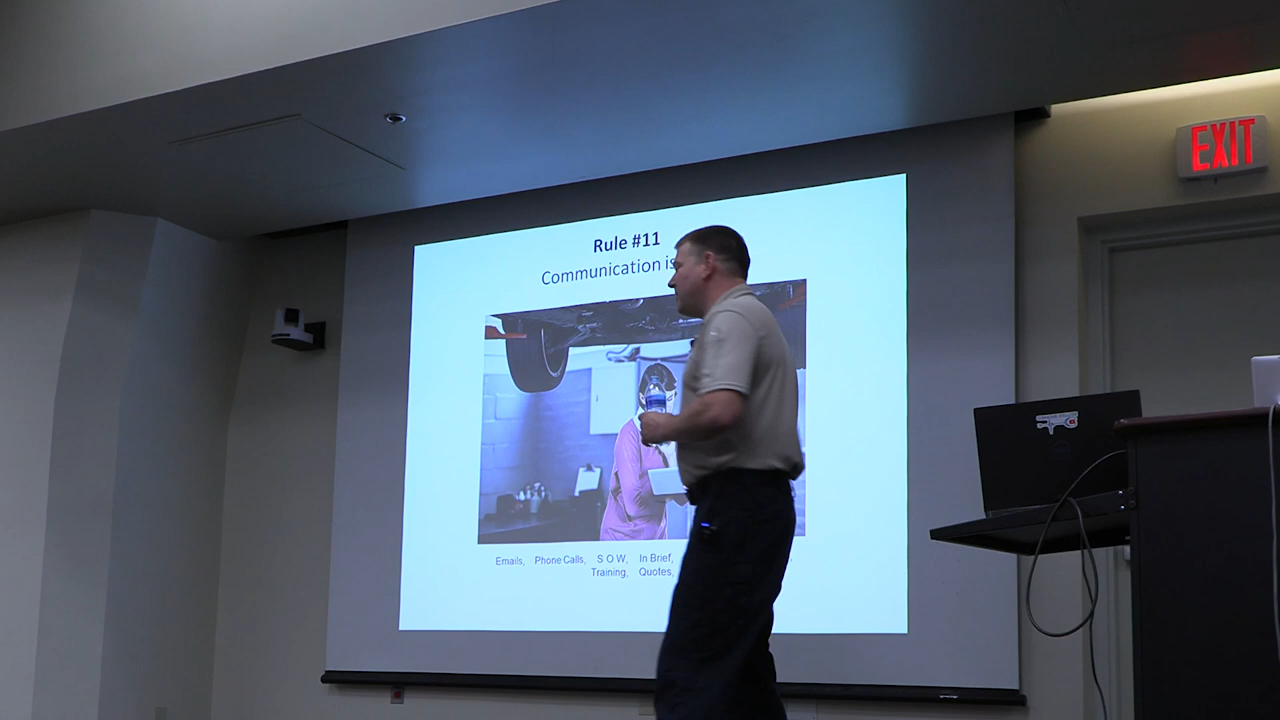 EXIT
Rule #11
Communication is
Emails, Phone Calls, S O W, In Brief,
Training, Quotes,